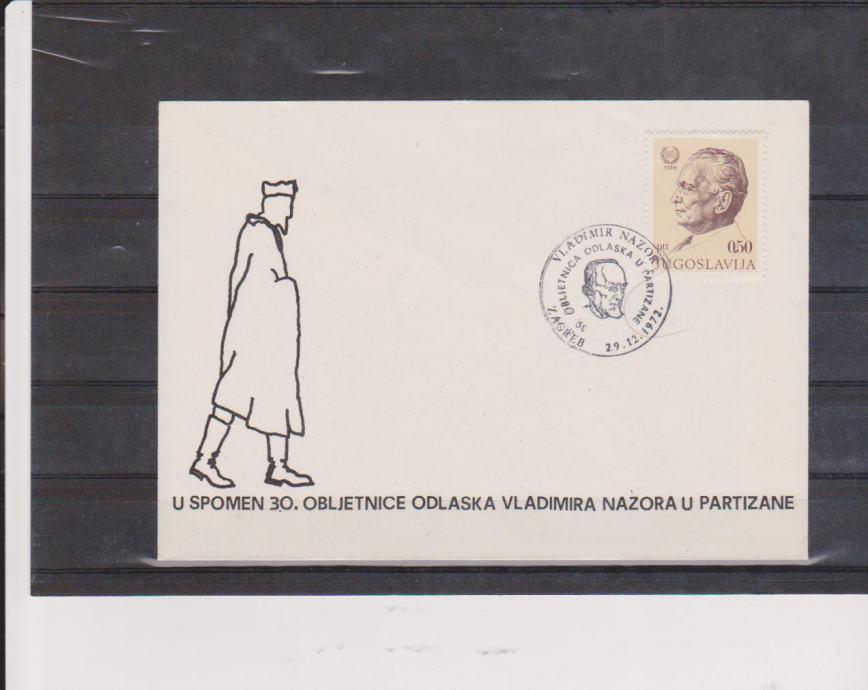 TITO
ptt 0,50
JUGOSLAVIJA
VLADIMIR NAZOR
30. OBLJETNICA ODLASKA U PARTIZANE
ZAGREB 29.12.1972.
U SPOMEN 30. OBLJETNICE ODLASKA VLADIMIRA NAZORA U PARTIZANE